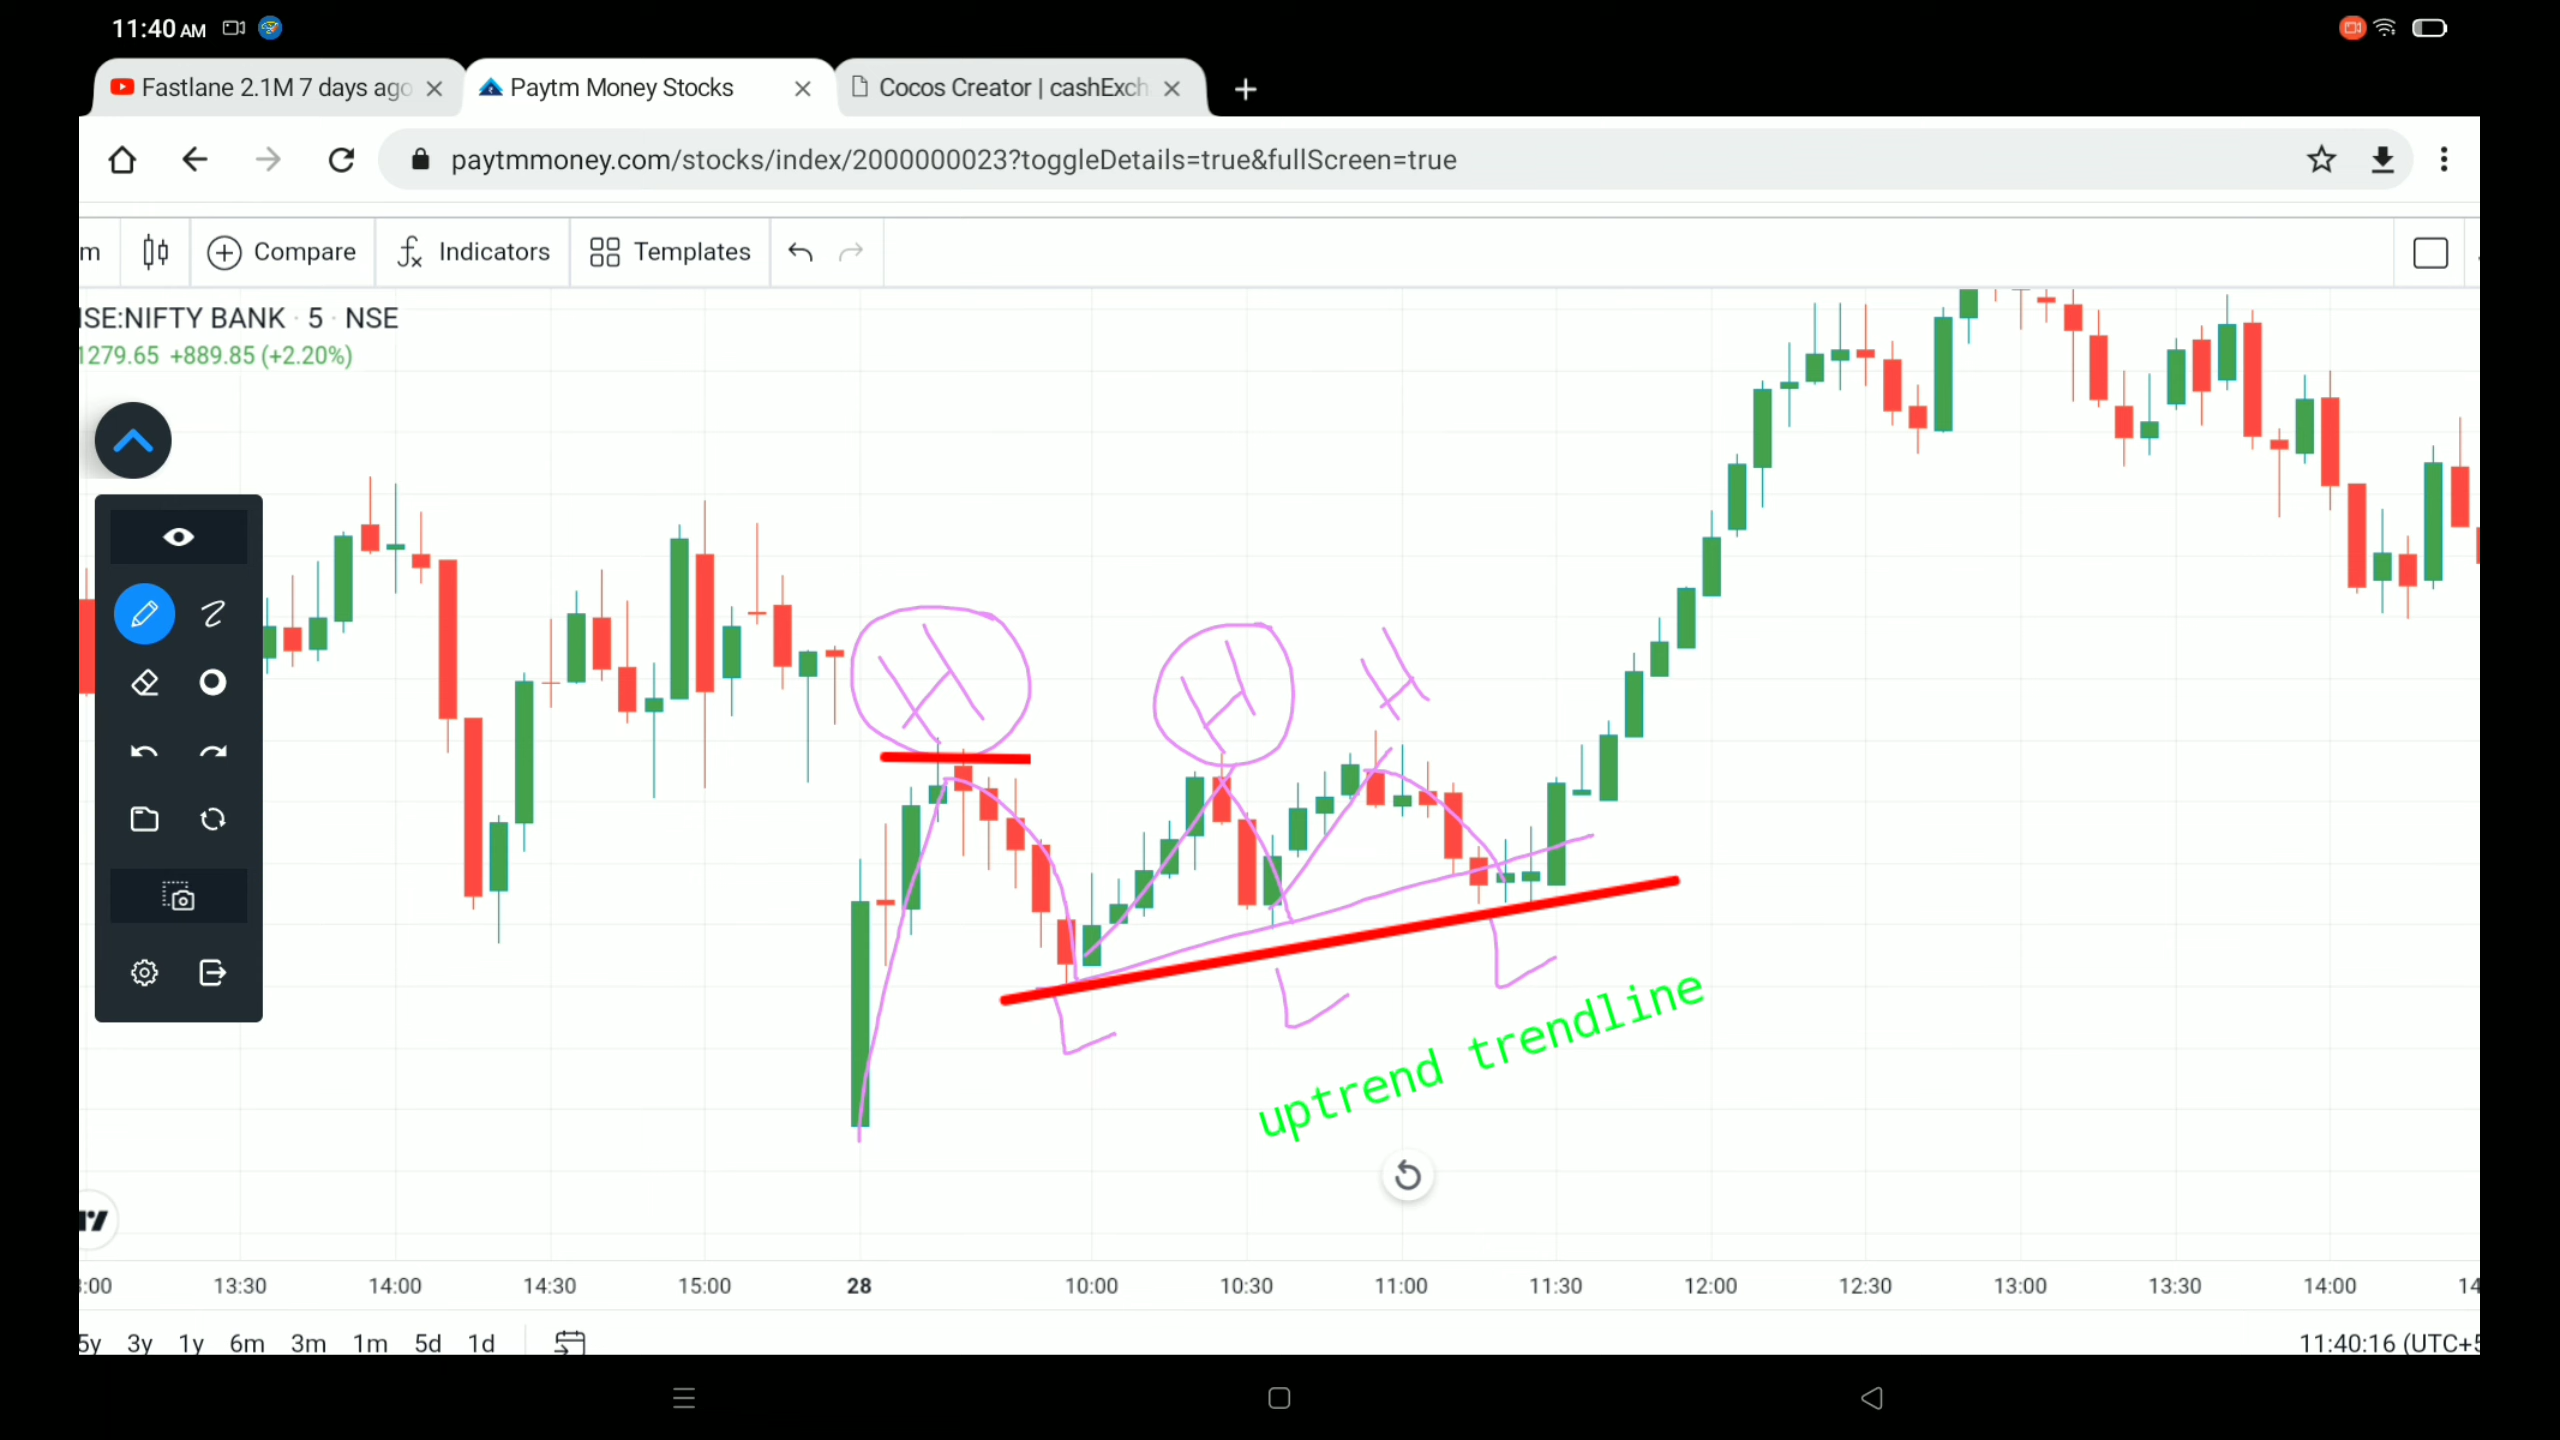 11:40 AM
Fastlane 2.1M 7 days ago
Paytm Money Stocks
Cocos Creator | cashExch
paytmmoney.com/stocks/index/2000000023?toggleDetails=true&fullScreen=true
m Compare Indicators Templates
SE:NIFTY BANK · 5 · NSE
1279.65 +889.85 (+2.20%)
H H H
L L L
uptrend trendline
:00 13:30 14:00 14:30 15:00 28 10:00 10:30 11:00 11:30 12:00 12:30 13:00 13:30 14:00 14
5y 3y 1y 6m 3m 1m 5d 1d
11:40:16 (UTC+5